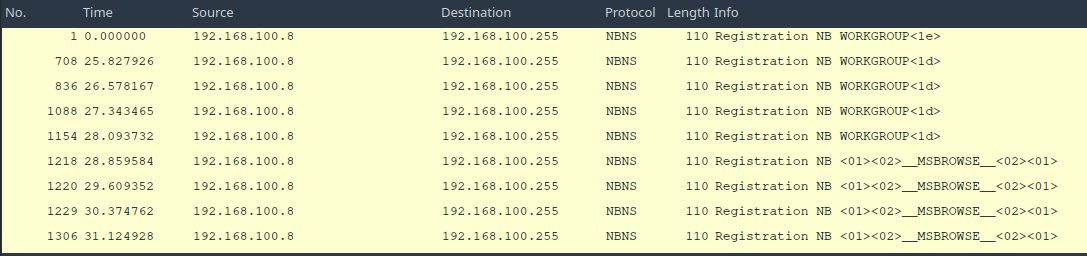 No. Time Source Destination Protocol Length Info
1 0.000000 192.168.100.8 192.168.100.255 NBNS 110 Registration NB WORKGROUP<1e>
708 25.827926 192.168.100.8 192.168.100.255 NBNS 110 Registration NB WORKGROUP<1d>
836 26.578167 192.168.100.8 192.168.100.255 NBNS 110 Registration NB WORKGROUP<1d>
1088 27.343465 192.168.100.8 192.168.100.255 NBNS 110 Registration NB WORKGROUP<1d>
1154 28.093732 192.168.100.8 192.168.100.255 NBNS 110 Registration NB WORKGROUP<1d>
1218 28.859584 192.168.100.8 192.168.100.255 NBNS 110 Registration NB <01><02>__MSBROWSE__<02><01>
1220 29.609352 192.168.100.8 192.168.100.255 NBNS 110 Registration NB <01><02>__MSBROWSE__<02><01>
1229 30.374762 192.168.100.8 192.168.100.255 NBNS 110 Registration NB <01><02>__MSBROWSE__<02><01>
1306 31.124928 192.168.100.8 192.168.100.255 NBNS 110 Registration NB <01><02>__MSBROWSE__<02><01>